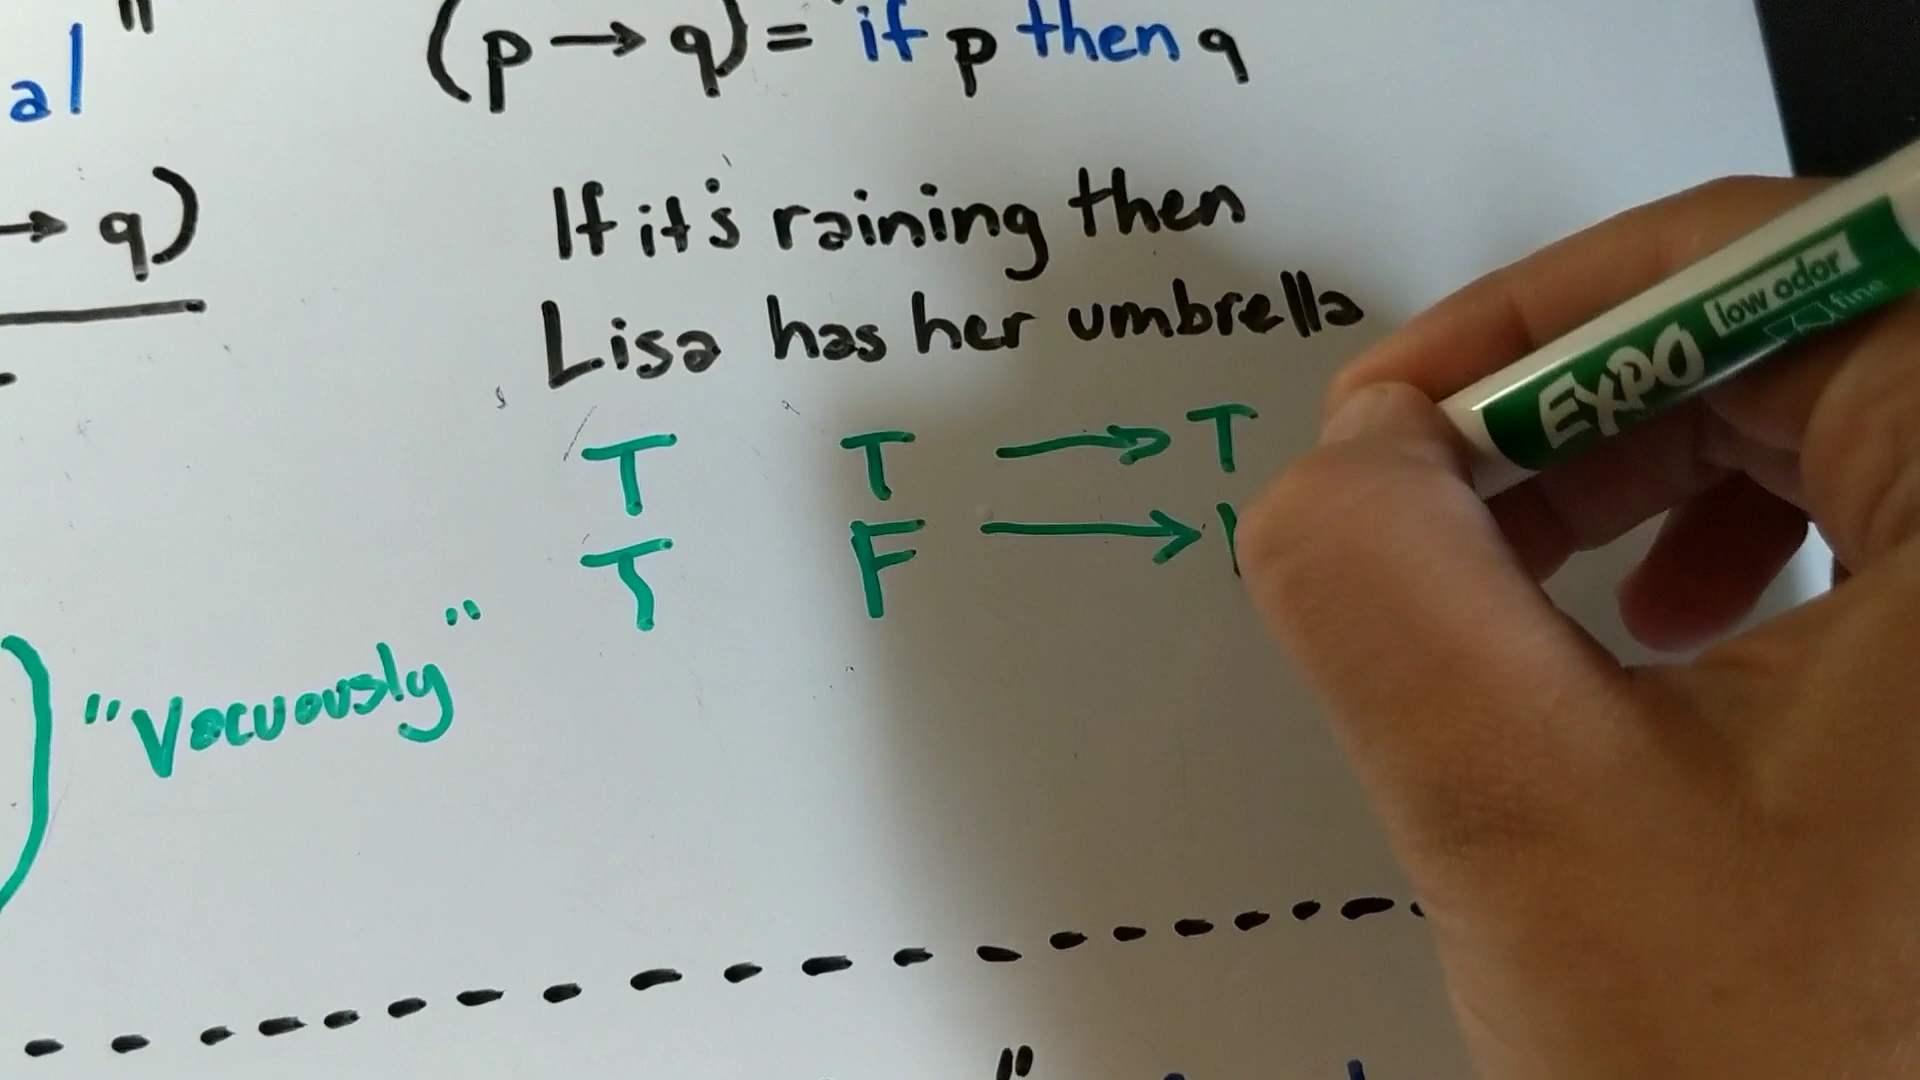 al"
(p → q) = if p then q
→ q)
If it's raining then
Lisa has her umbrella
T T → T
T F →
"Vacuously"
EXPO low odor
fine
"